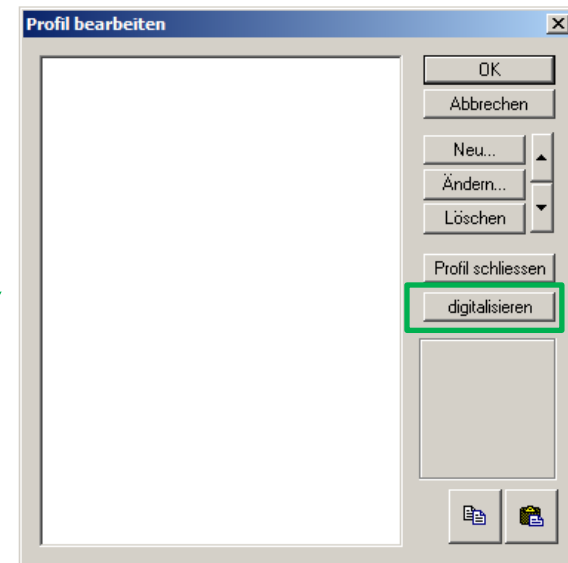 Profil bearbeiten
OK
Abbrechen
Neu...
Ändern...
Löschen
Profil schliessen
digitalisieren